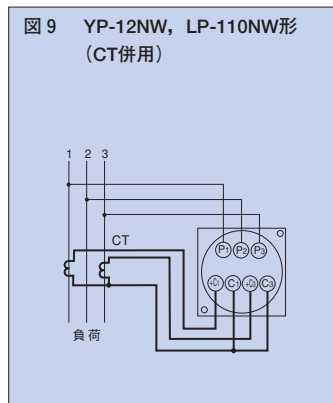 図 9 YP-12NW，LP-110NW形
（CT併用）
1 2 3
P1 P2 P3
CT
+C1 C1 +C3 C3
負 荷